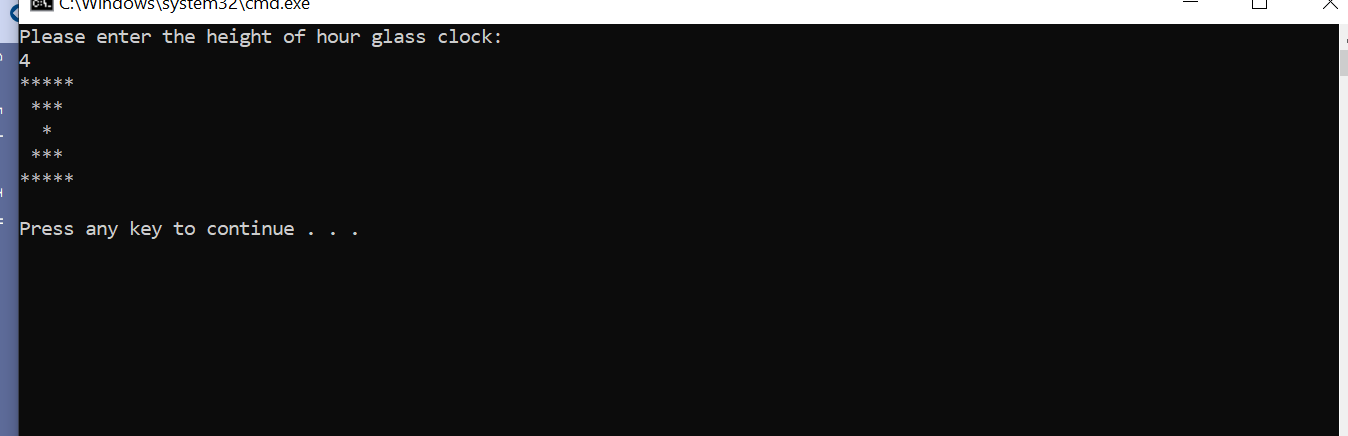 C:\Windows\system32\cmd.exe
Please enter the height of hour glass clock:
4
*****
 ***
  *
 ***
*****
Press any key to continue . . .